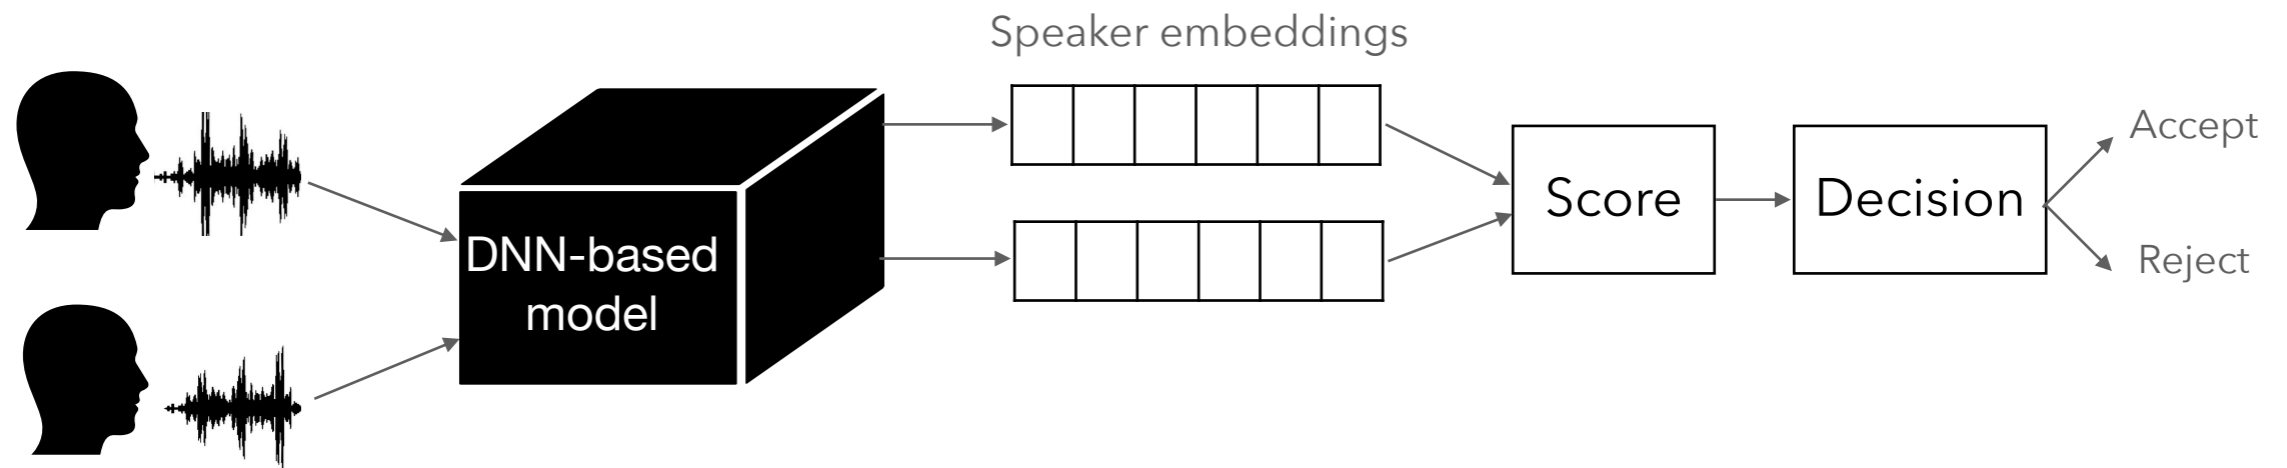 Speaker embeddings
DNN-based
model
Score
Decision
Accept
Reject